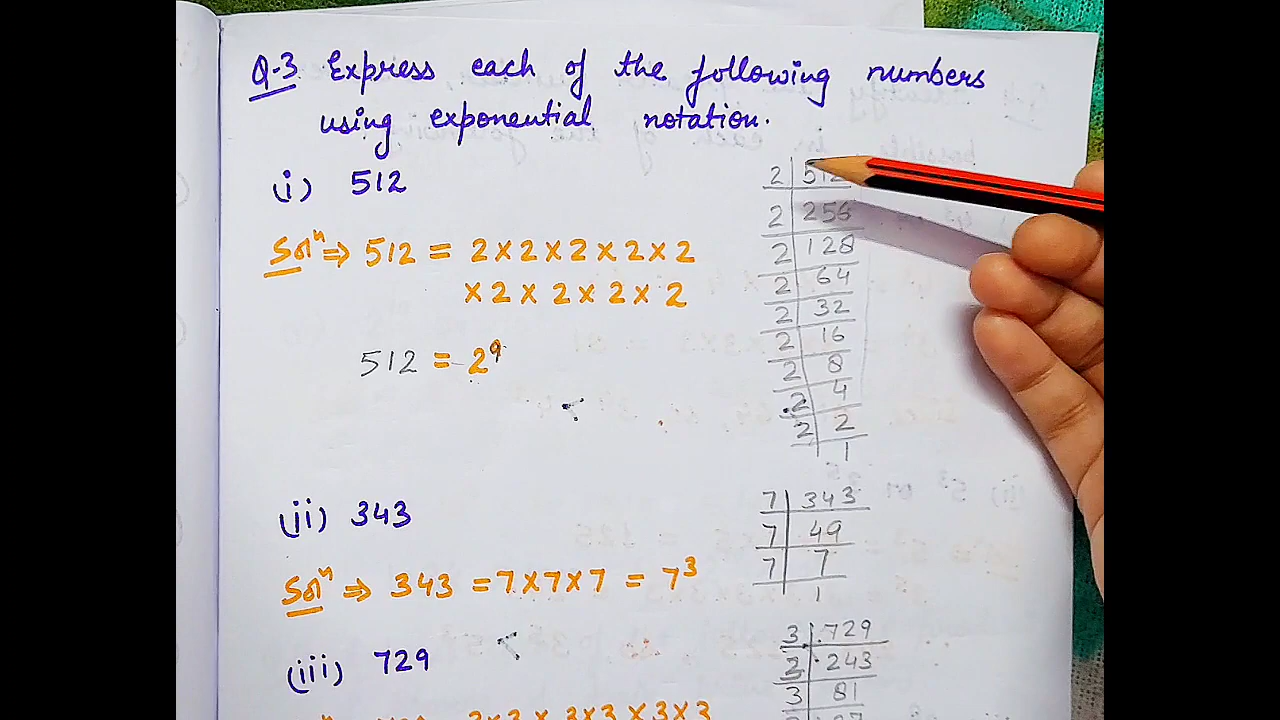 Q.3 Express each of the following numbers
using exponential notation.
(i) 512
Solⁿ ⇒ 512 = 2×2×2×2×2
×2×2×2×2
512 = 2⁹
2 | 512
2 | 256
2 | 128
2 | 64
2 | 32
2 | 16
2 | 8
2 | 4
2 | 2
| 1
(ii) 343
Solⁿ ⇒ 343 = 7×7×7 = 7³
7 | 343
7 | 49
7 | 7
| 1
(iii) 729
3 | 729
3 | 243
3 | 81